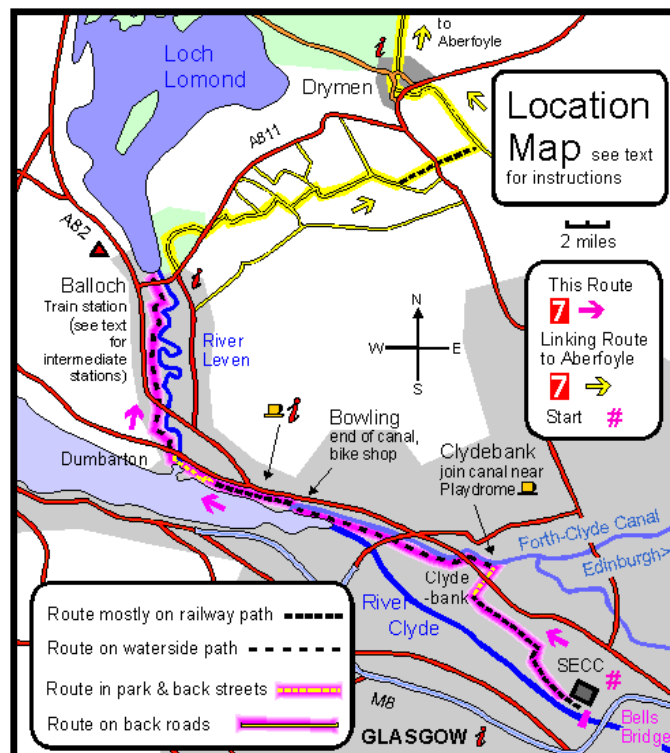 to
Aberfoyle
i
Loch
Lomond
Drymen
Location
Map see text
for instructions
A811
2 miles
A82
i
Balloch
Train station
(see text
for
intermediate
stations)
River
Leven
N
W E
S
This Route
7
Linking Route
to Aberfoyle
7
Start #
i
Bowling
end of canal,
bike shop
Clydebank
join canal near
Playdrome
Dumbarton
Forth-Clyde Canal
Edinburgh>
Clyde
-bank
River
Clyde
SECC #
Bells
Bridge
M8
GLASGOW i
Route mostly on railway path
Route on waterside path
Route in park & back streets
Route on back roads